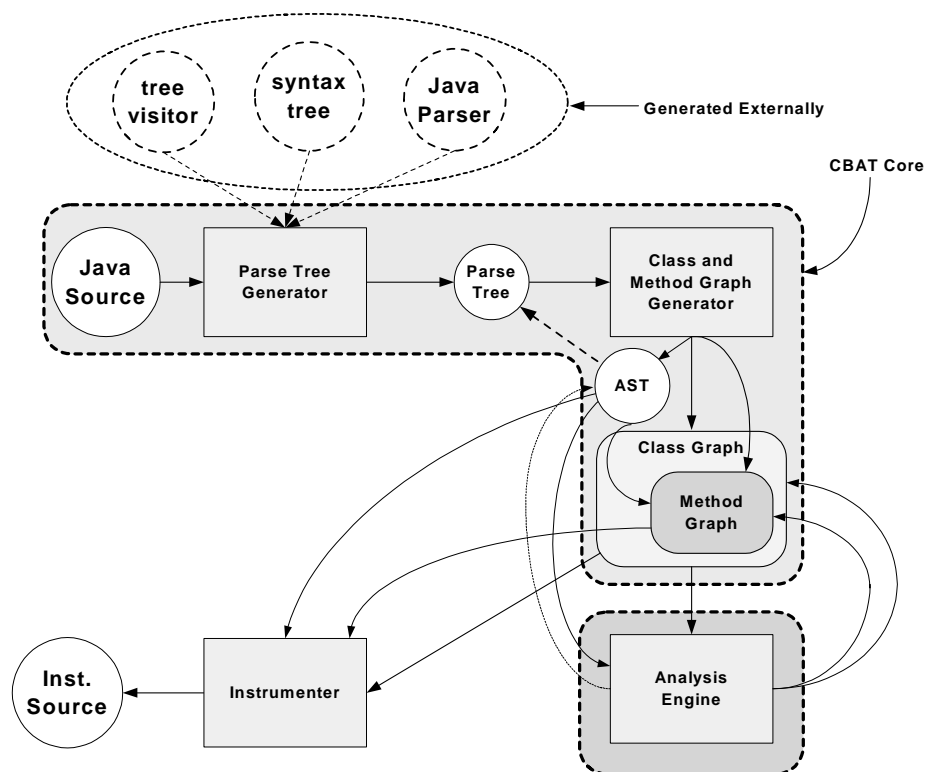 tree
visitor
syntax
tree
Java
Parser
Generated Externally
CBAT Core
Java
Source
Parse Tree
Generator
Parse
Tree
Class and
Method Graph
Generator
AST
Class Graph
Method
Graph
Inst.
Source
Instrumenter
Analysis
Engine